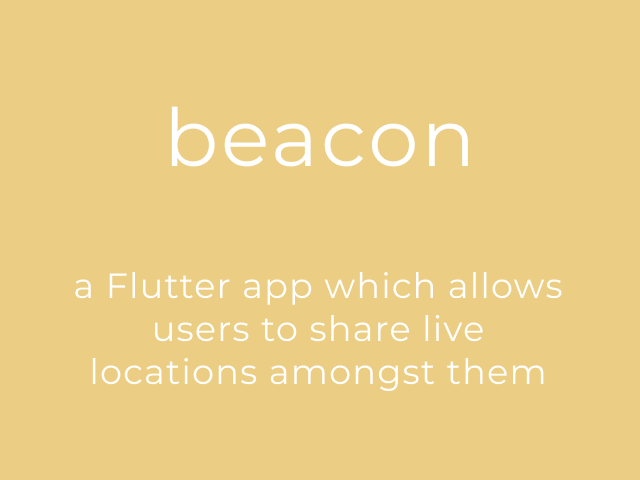 beacon
a Flutter app which allows
users to share live
locations amongst them